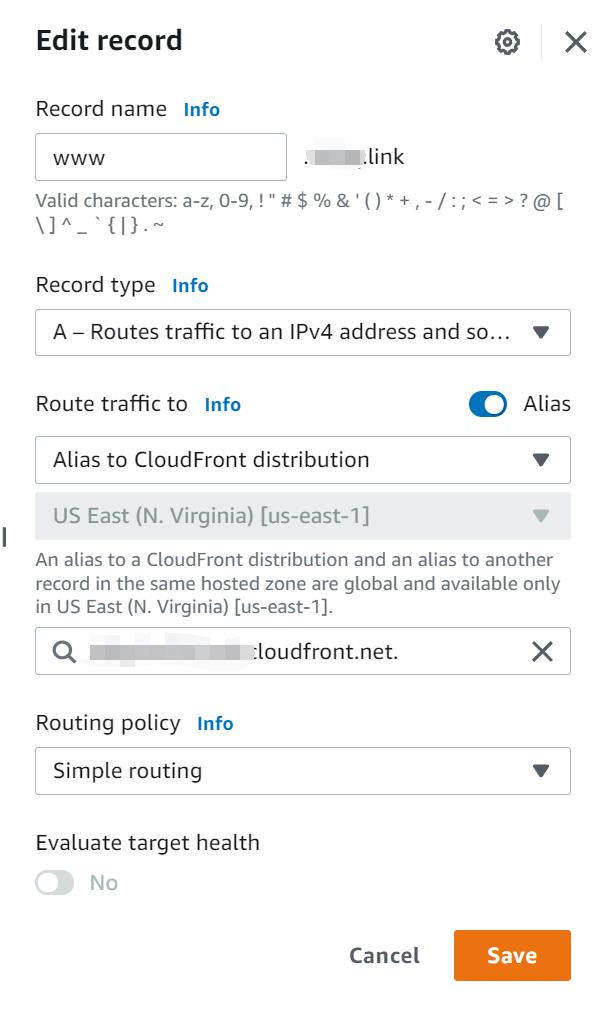 Edit record
Record name Info
www
.link
Valid characters: a-z, 0-9, ! " # $ % & ' ( ) * + , - / : ; < = > ? @ [
\ ] ^ _ ` { | } . ~
Record type Info
A – Routes traffic to an IPv4 address and so...
Route traffic to Info
Alias
Alias to CloudFront distribution
US East (N. Virginia) [us-east-1]
An alias to a CloudFront distribution and an alias to another
record in the same hosted zone are global and available only
in US East (N. Virginia) [us-east-1].
cloudfront.net.
Routing policy Info
Simple routing
Evaluate target health
No
Cancel
Save